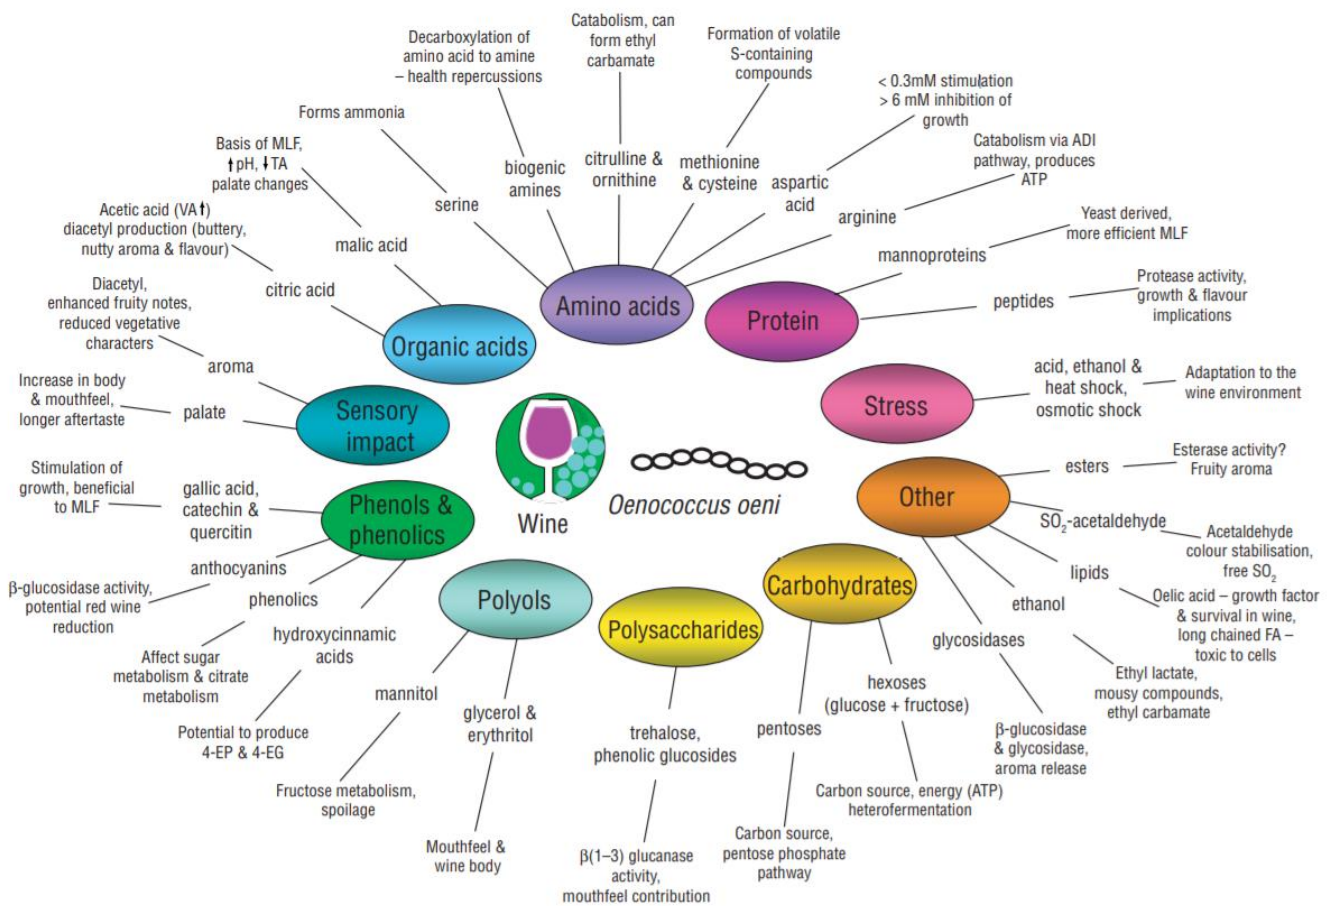 Decarboxylation of
amino acid to amine
– health repercussions
biogenic
amines
Catabolism, can
form ethyl
carbamate
citrulline &
ornithine
Formation of volatile
S-containing
compounds
methionine
& cysteine
< 0.3mM stimulation
> 6 mM inhibition of
growth
aspartic
acid
Catabolism via ADI
pathway, produces
ATP
arginine
Forms ammonia
serine
Amino acids
Basis of MLF,
⬆pH, ⬇TA
palate changes
malic acid
Acetic acid (VA⬆)
diacetyl production (buttery,
nutty aroma & flavour)
citric acid
Organic acids
Yeast derived,
more efficient MLF
mannoproteins
Protease activity,
growth & flavour
implications
peptides
Protein
Diacetyl,
enhanced fruity notes,
reduced vegetative
characters
aroma
Increase in body
& mouthfeel,
longer aftertaste
palate
Sensory
impact
Stress
acid, ethanol &
heat shock,
osmotic shock
Adaptation to the
wine environment
Wine
Oenococcus oeni
Stimulation of
growth, beneficial
to MLF
gallic acid,
catechin &
quercitin
Phenols &
phenolics
anthocyanins
β-glucosidase activity,
potential red wine
reduction
phenolics
Affect sugar
metabolism & citrate
metabolism
hydroxycinnamic
acids
Potential to produce
4-EP & 4-EG
Other
esters
Esterase activity?
Fruity aroma
SO₂-acetaldehyde
Acetaldehyde
colour stabilisation,
free SO₂
lipids
Oelic acid – growth factor
& survival in wine,
long chained FA –
toxic to cells
ethanol
Ethyl lactate,
mousy compounds,
ethyl carbamate
glycosidases
β-glucosidase
& glycosidase,
aroma release
Polyols
mannitol
Fructose metabolism,
spoilage
glycerol &
erythritol
Mouthfeel &
wine body
Polysaccharides
trehalose,
phenolic glucosides
β(1–3) glucanase
activity,
mouthfeel contribution
Carbohydrates
pentoses
Carbon source,
pentose phosphate
pathway
hexoses
(glucose + fructose)
Carbon source, energy (ATP)
heterofermentation